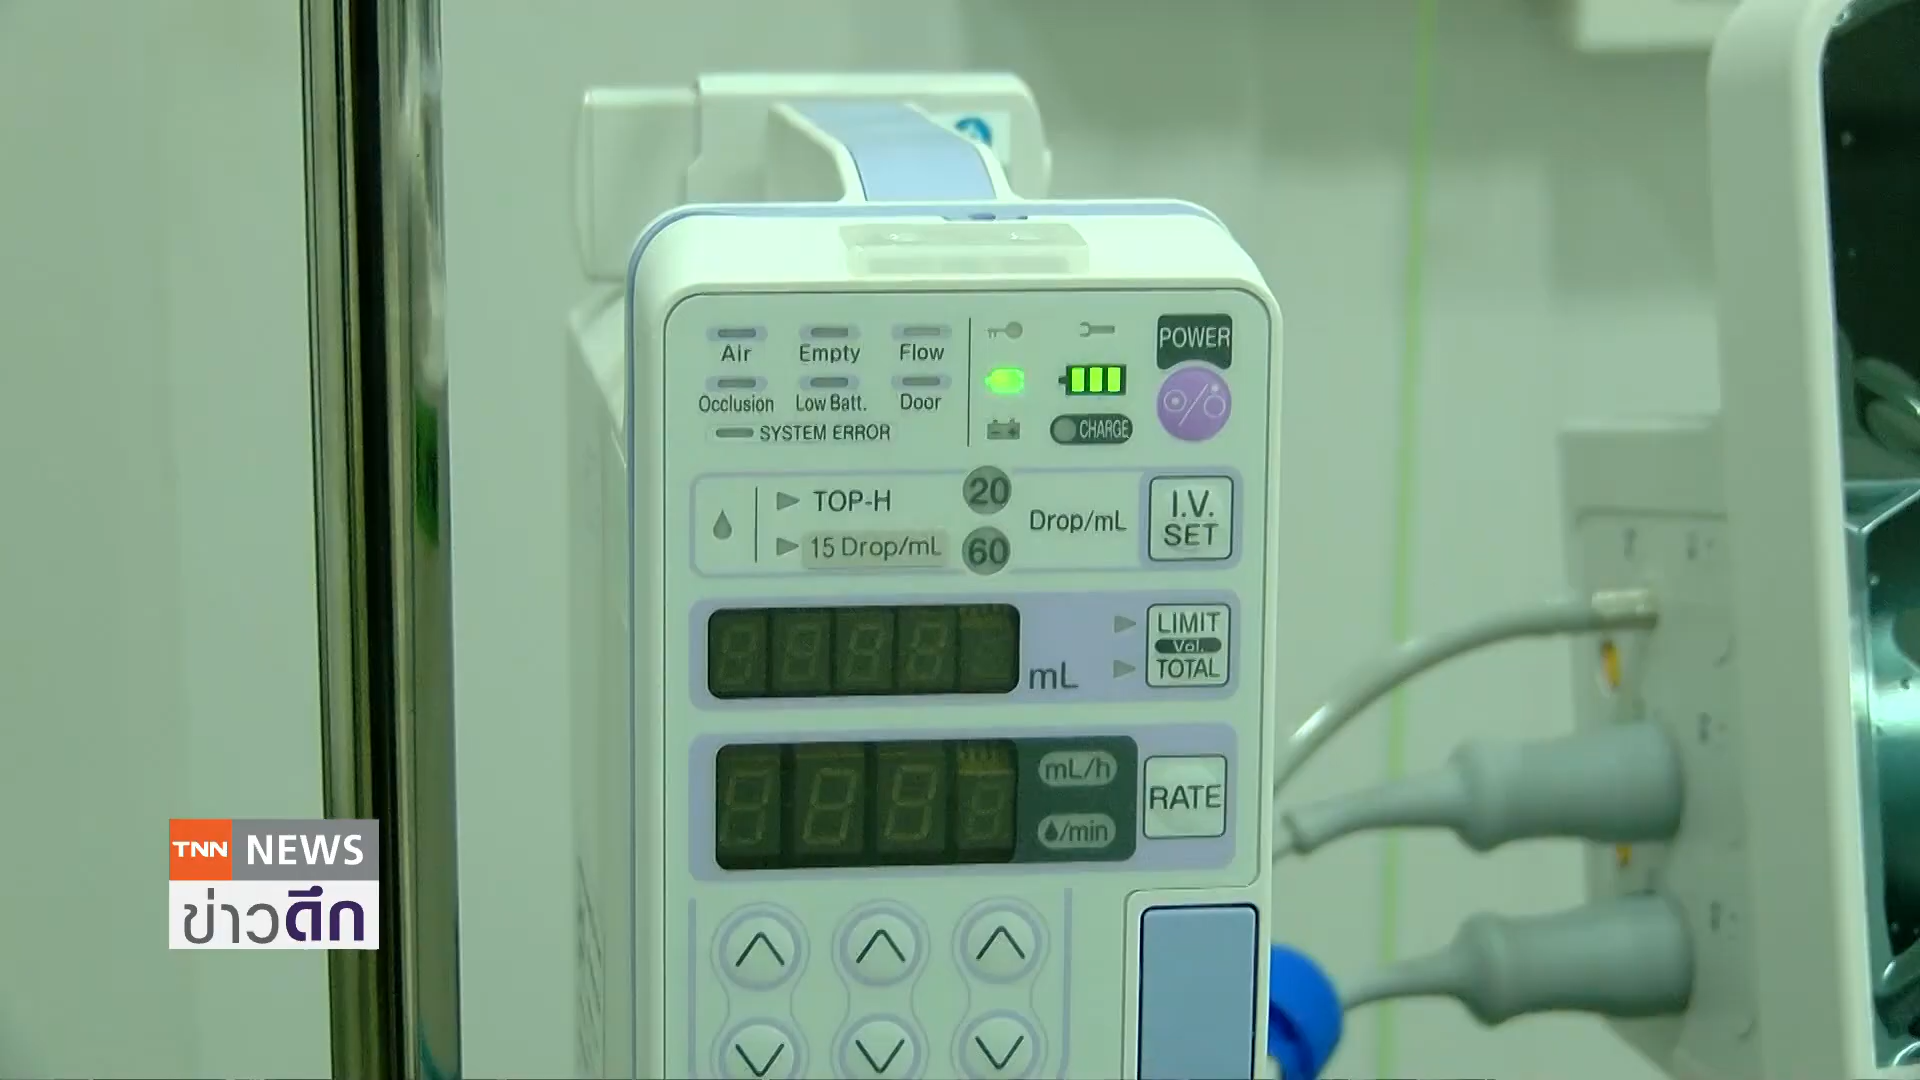 POWER
Air
Empty
Flow
Occlusion
Low Batt.
Door
SYSTEM ERROR
CHARGE
TOP-H
15 Drop/mL
20
60
Drop/mL
I.V.
SET
mL
LIMIT
Vol.
TOTAL
mL/h
/min
RATE
TNN NEWS
ข่าวดึก